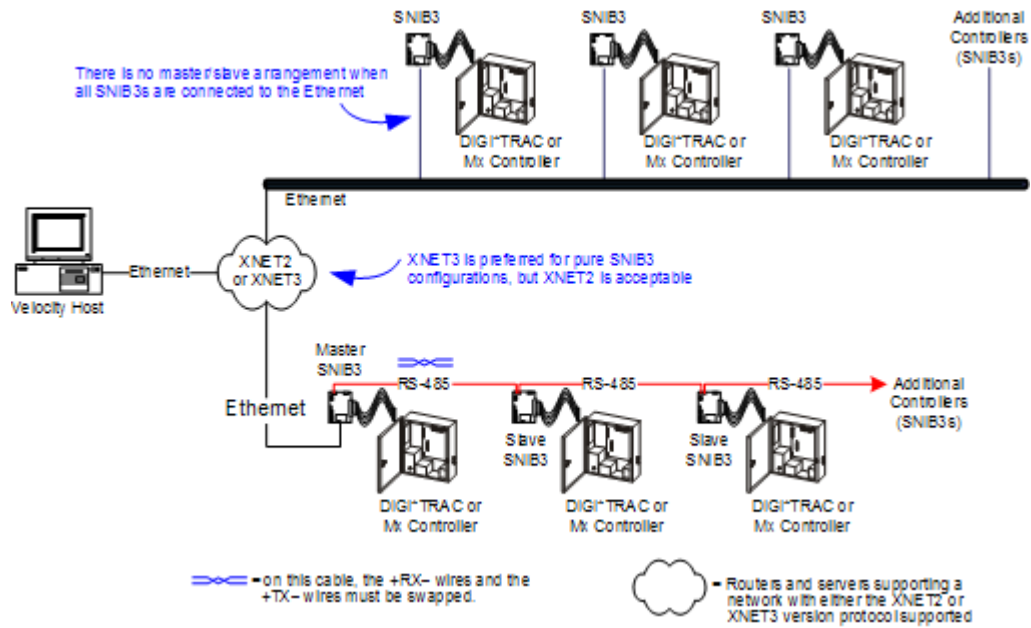 SNIB3
SNIB3
SNIB3
Additional
Controllers
(SNIB3s)
There is no master/slave arrangement when
all SNIB3s are connected to the Ethernet
DIGI*TRAC or
Mx Controller
DIGI*TRAC or
Mx Controller
DIGI*TRAC or
Mx Controller
Ethernet
Velocity Host
Ethernet
XNET2
or XNET3
XNET3 is preferred for pure SNIB3
configurations, but XNET2 is acceptable
Master
SNIB3
RS-485
RS-485
RS-485
Additional
Controllers
(SNIB3s)
Ethernet
Slave
SNIB3
Slave
SNIB3
DIGI*TRAC or
Mx Controller
DIGI*TRAC or
Mx Controller
DIGI*TRAC or
Mx Controller
= on this cable, the +RX– wires and the
+TX– wires must be swapped.
= Routers and servers supporting a
network with either the XNET2 or
XNET3 version protocol supported